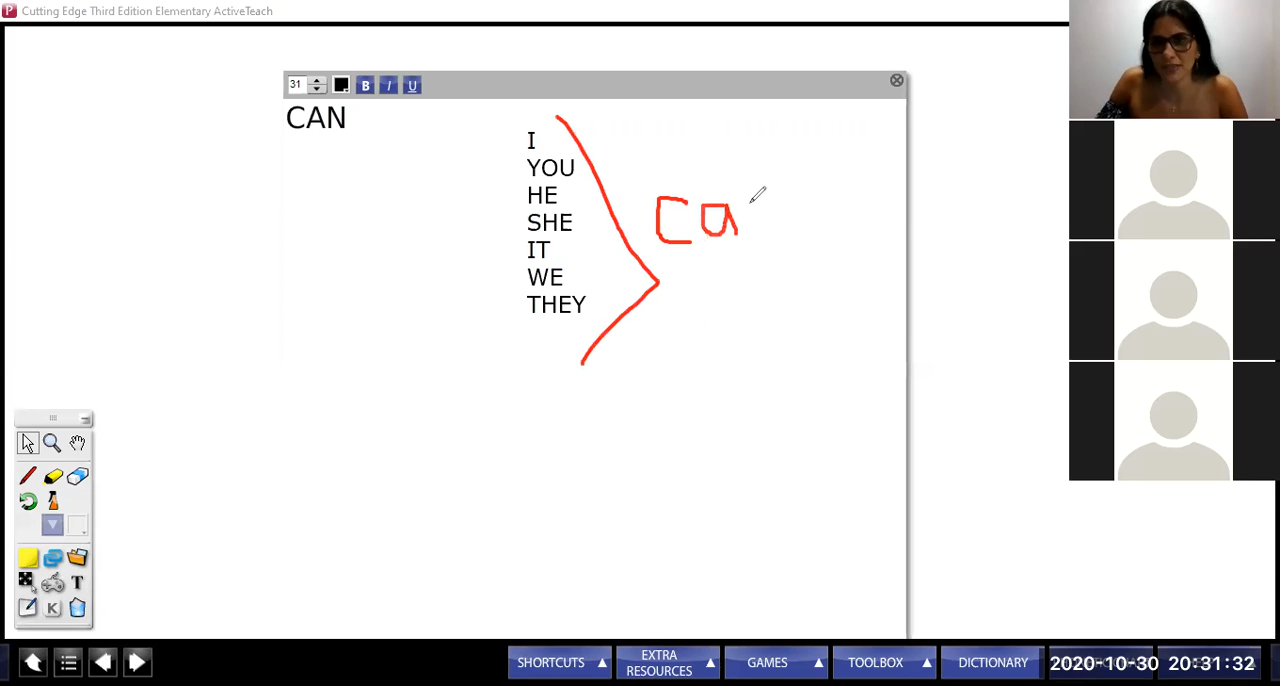 Cutting Edge Third Edition Elementary ActiveTeach
31 B I U
CAN
I
YOU
HE
SHE
IT
WE
THEY
Ca
T
K
SHORTCUTS
EXTRA
RESOURCES
GAMES
TOOLBOX
DICTIONARY
2020-10-30 20:31:32